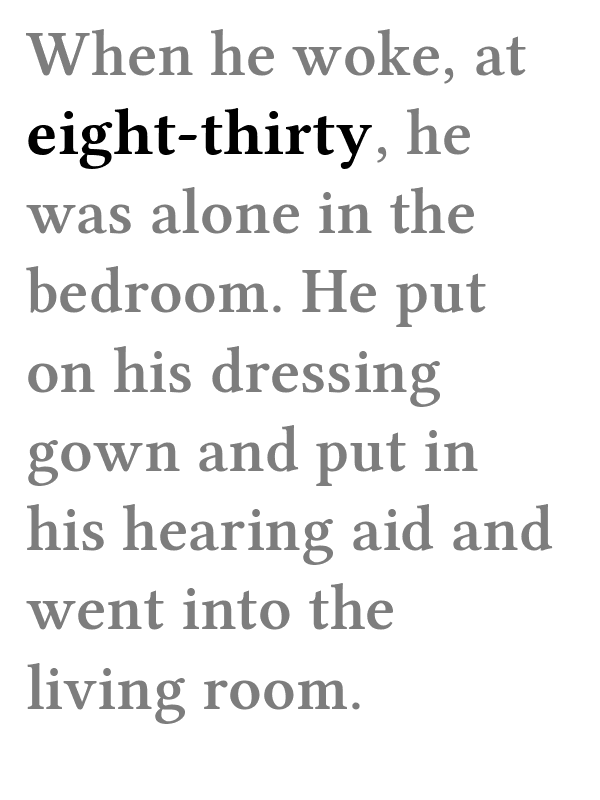 When he woke, at
eight-thirty, he
was alone in the
bedroom. He put
on his dressing
gown and put in
his hearing aid and
went into the
living room.